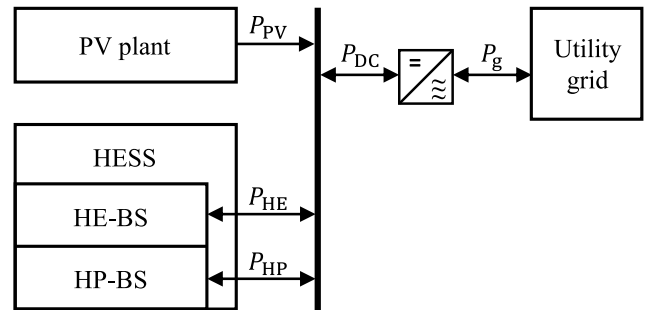 PV plant
P_PV
P_DC
=
≈
P_g
Utility
grid
HESS
HE-BS
P_HE
HP-BS
P_HP